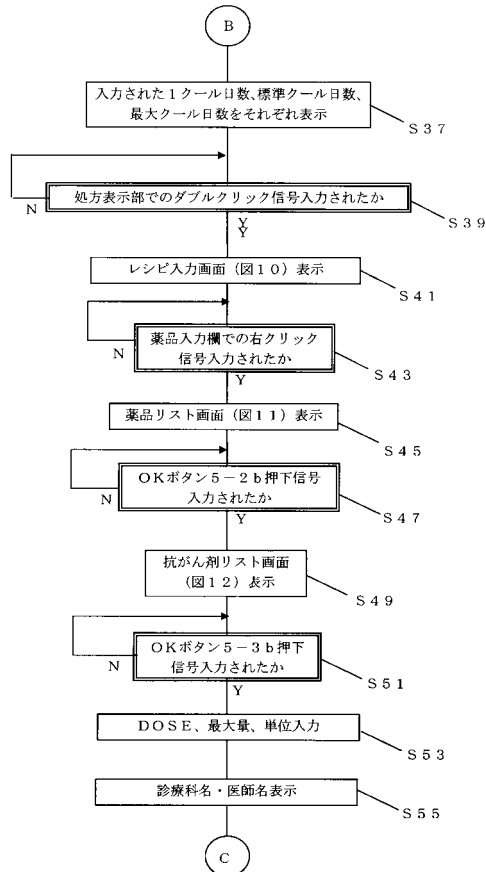 B
入力された1クール日数、標準クール日数、
最大クール日数をそれぞれ表示
S37
処方表示部でのダブルクリック信号入力されたか
N
S39
Y
Y
レシピ入力画面(図10)表示
S41
薬品入力欄での右クリック
信号入力されたか
N
S43
Y
薬品リスト画面(図11)表示
S45
OKボタン5-2b押下信号
入力されたか
N
S47
Y
抗がん剤リスト画面
(図12)表示
S49
OKボタン5-3b押下
信号入力されたか
N
S51
Y
DOSE、最大量、単位入力
S53
診療科名・医師名表示
S55
C